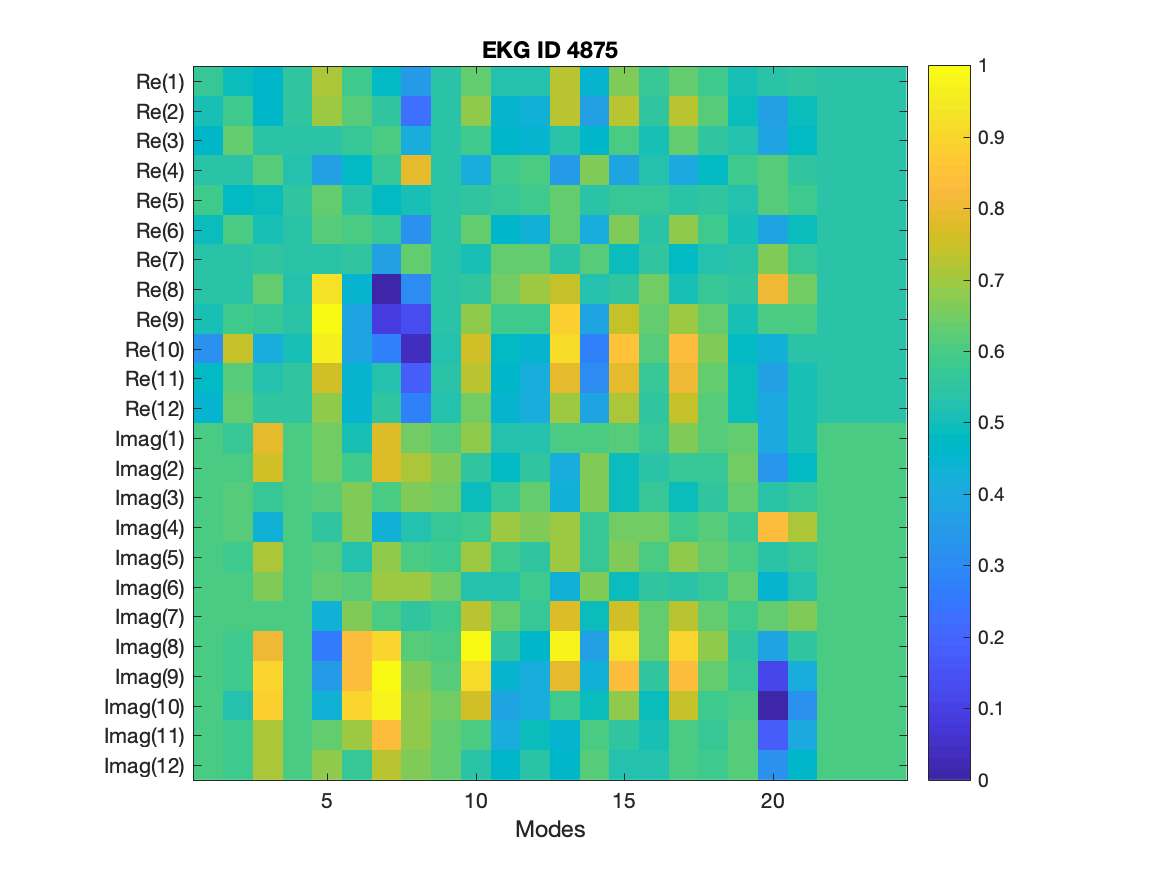 EKG ID 4875
Re(1)
Re(2)
Re(3)
Re(4)
Re(5)
Re(6)
Re(7)
Re(8)
Re(9)
Re(10)
Re(11)
Re(12)
Imag(1)
Imag(2)
Imag(3)
Imag(4)
Imag(5)
Imag(6)
Imag(7)
Imag(8)
Imag(9)
Imag(10)
Imag(11)
Imag(12)
5 10 15 20
Modes
1
0.9
0.8
0.7
0.6
0.5
0.4
0.3
0.2
0.1
0